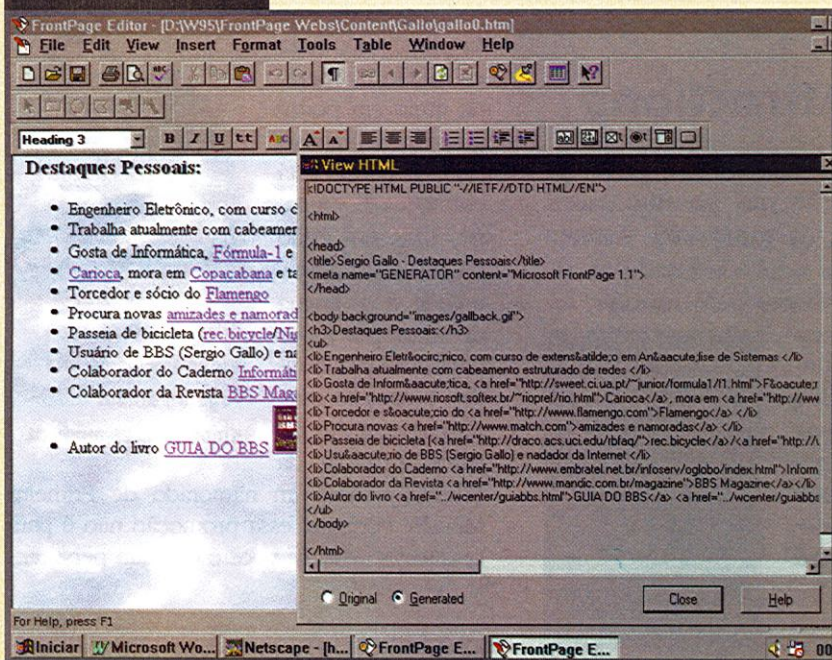 FrontPage Editor - [D:\W95\FrontPage Webs\Content\Gallo\gallo0.htm]
File Edit View Insert Format Tools Table Window Help
Heading 3
Destaques Pessoais:
• Engenheiro Eletrônico, com curso d
• Trabalha atualmente com cabeamer
• Gosta de Informática, Fórmula-1 e
• Carioca, mora em Copacabana e ta
• Torcedor e sócio do Flamengo
• Procura novas amizades e namorad
• Passeia de bicicleta (rec.bicycle/Ni
• Usuário de BBS (Sergio Gallo) e na
• Colaborador do Caderno Informáti
• Colaborador da Revista BBS Maga
• Autor do livro GUIA DO BBS
View HTML
<!DOCTYPE HTML PUBLIC "-//IETF//DTD HTML//EN">
<html>
<head>
<title>Sergio Gallo - Destaques Pessoais</title>
<meta name="GENERATOR" content="Microsoft FrontPage 1.1">
</head>
<body background="images/gallback.gif">
<h3>Destaques Pessoais:</h3>
<ul>
<li>Engenheiro Eletr&ocirc;nico, com curso de extens&atilde;o em An&aacute;lise de Sistemas </li>
<li>Trabalha atualmente com cabeamento estruturado de redes</li>
<li>Gosta de Inform&aacute;tica, <a href="http://sweet.ci.ua.pt/~junior/formula1/f1.html">F&oacute;r
<li><a href="http://www.riosoft.softex.br/~riopref/rio.html">Carioca</a>, mora em <a href="http://ww
<li>Torcedor e s&oacute;cio do <a href="http://www.flamengo.com">Flamengo</a> </li>
<li>Procura novas <a href="http://www.match.com">amizades e namoradas</a> </li>
<li>Passeia de bicicleta (<a href="http://draco.acs.uci.edu/rbfaq/">rec.bicycle</a>/<a href="http://\
<li>Usu&aacute;rio de BBS (Sergio Gallo) e nadador da Internet </li>
<li>Colaborador do Caderno <a href="http://www.embratel.net.br/infoserv/oglobo/index.html">Inform
<li>Colaborador da Revista <a href="http://www.mandic.com.br/magazine">BBS Magazine</a></li>
<li>Autor do livro <a href="../wcenter/guiabbs.html">GUIA DO BBS</a> <a href="../wcenter/guiabbs
</ul>
</body>
</html>
Original Generated Close Help
For Help, press F1
Iniciar Microsoft Wo... Netscape - [h... FrontPage E... FrontPage E... 00